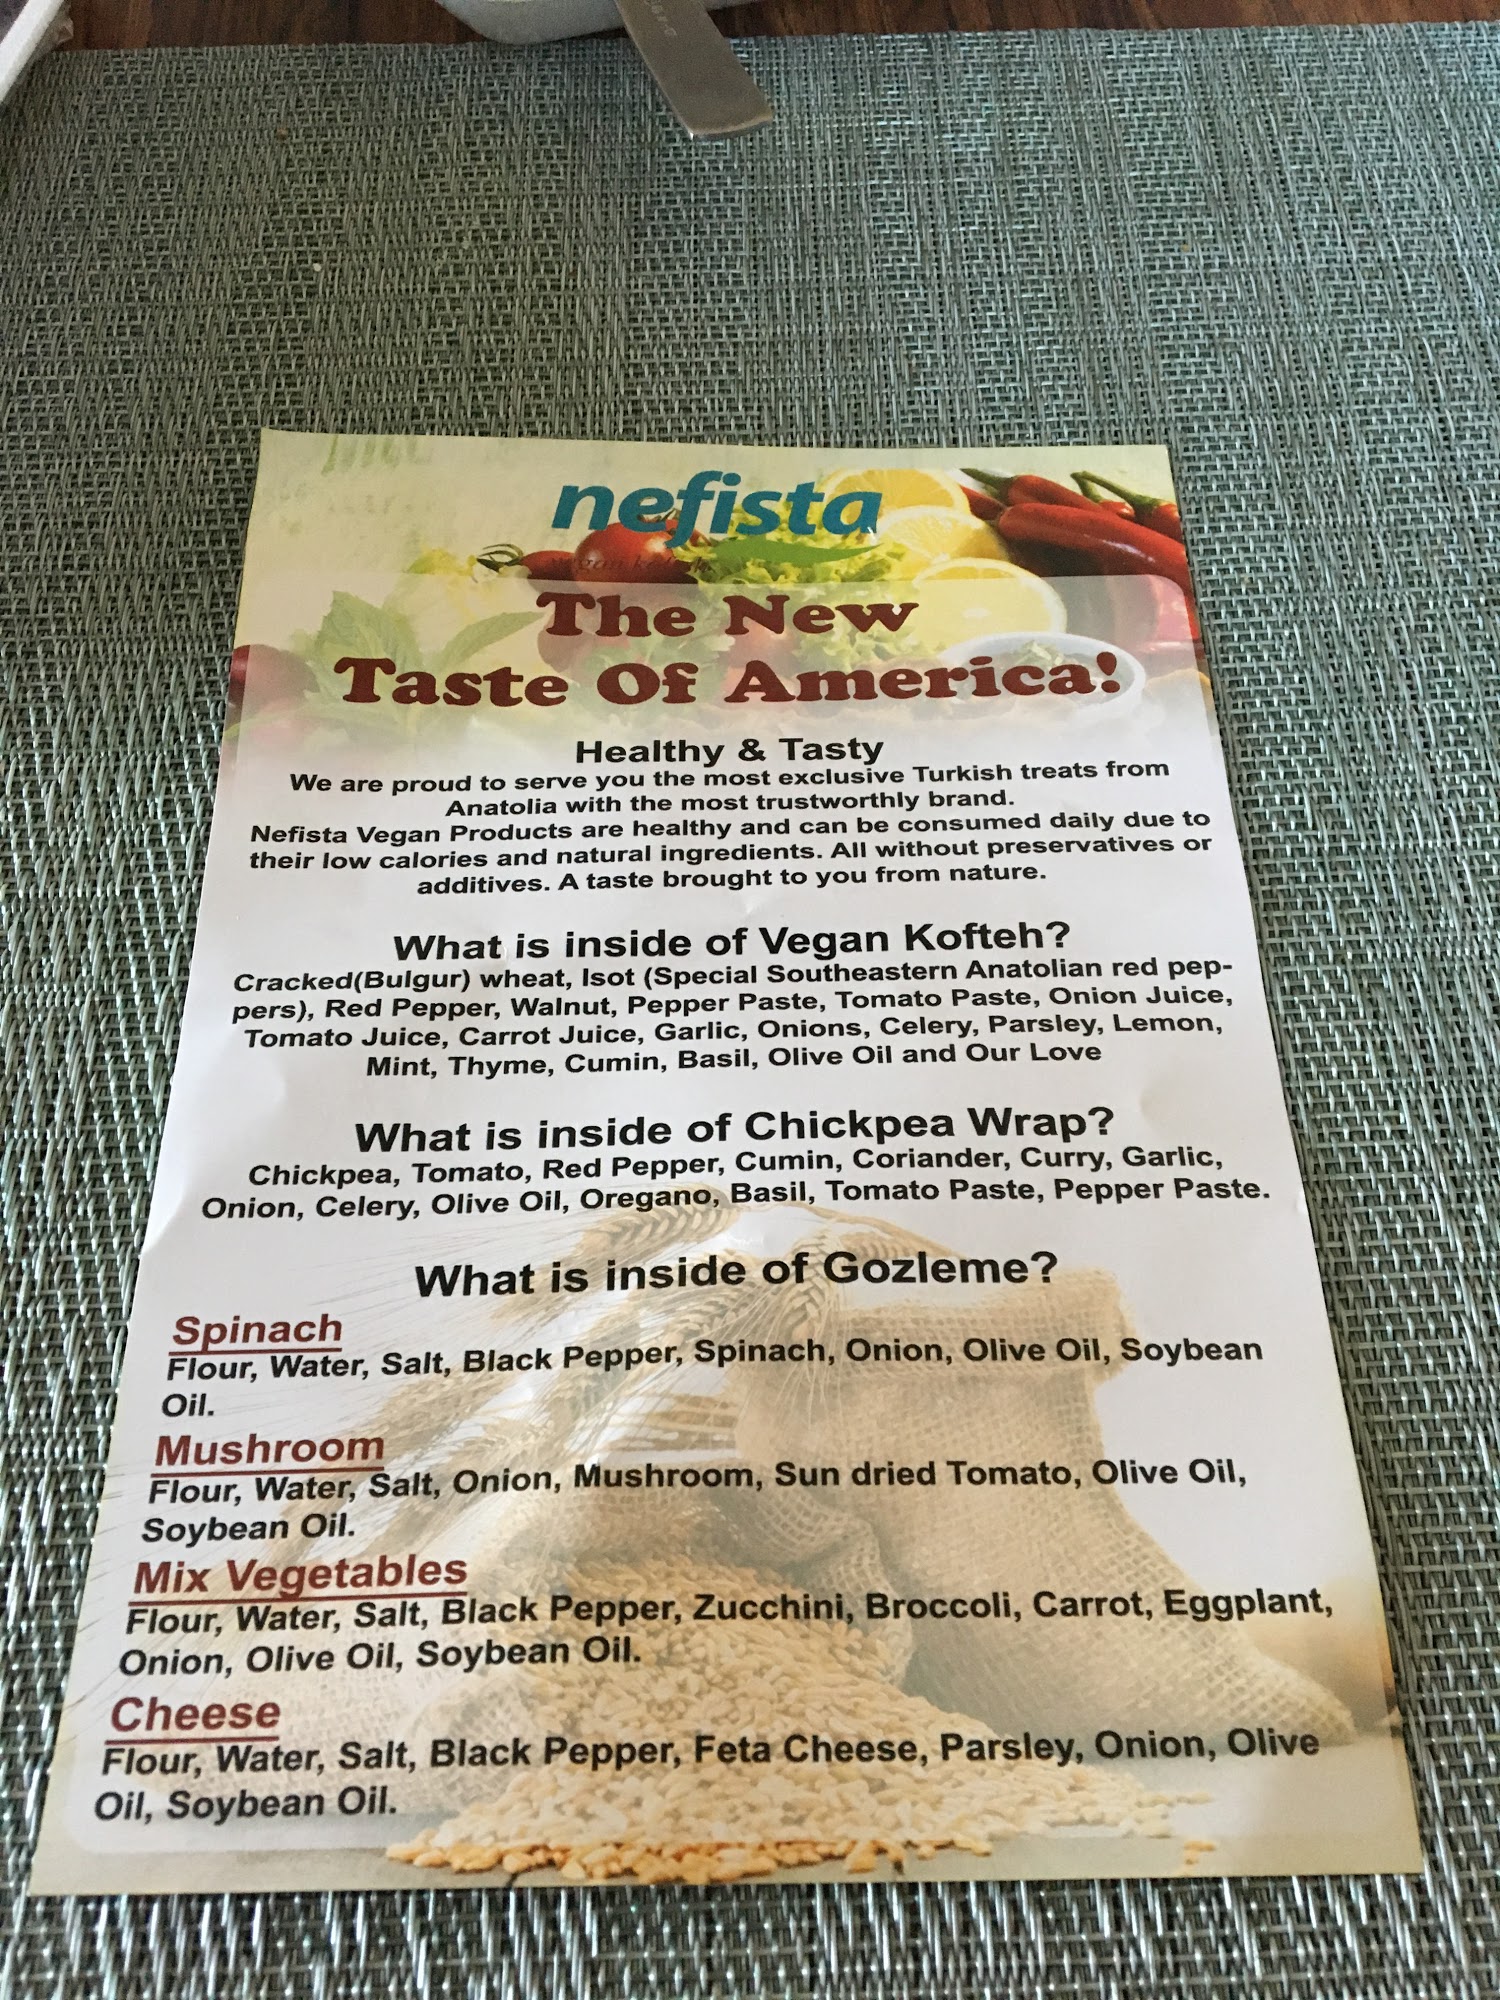 nefista
The New
Taste Of America!
Healthy & Tasty
We are proud to serve you the most exclusive Turkish treats from
Anatolia with the most trustworthly brand.
Nefista Vegan Products are healthy and can be consumed daily due to
their low calories and natural ingredients. All without preservatives or
additives. A taste brought to you from nature.
What is inside of Vegan Kofteh?
Cracked(Bulgur) wheat, Isot (Special Southeastern Anatolian red pep-
pers), Red Pepper, Walnut, Pepper Paste, Tomato Paste, Onion Juice,
Tomato Juice, Carrot Juice, Garlic, Onions, Celery, Parsley, Lemon,
Mint, Thyme, Cumin, Basil, Olive Oil and Our Love
What is inside of Chickpea Wrap?
Chickpea, Tomato, Red Pepper, Cumin, Coriander, Curry, Garlic,
Onion, Celery, Olive Oil, Oregano, Basil, Tomato Paste, Pepper Paste.
What is inside of Gozleme?
Spinach
Flour, Water, Salt, Black Pepper, Spinach, Onion, Olive Oil, Soybean
Oil.
Mushroom
Flour, Water, Salt, Onion, Mushroom, Sun dried Tomato, Olive Oil,
Soybean Oil.
Mix Vegetables
Flour, Water, Salt, Black Pepper, Zucchini, Broccoli, Carrot, Eggplant,
Onion, Olive Oil, Soybean Oil.
Cheese
Flour, Water, Salt, Black Pepper, Feta Cheese, Parsley, Onion, Olive
Oil, Soybean Oil.